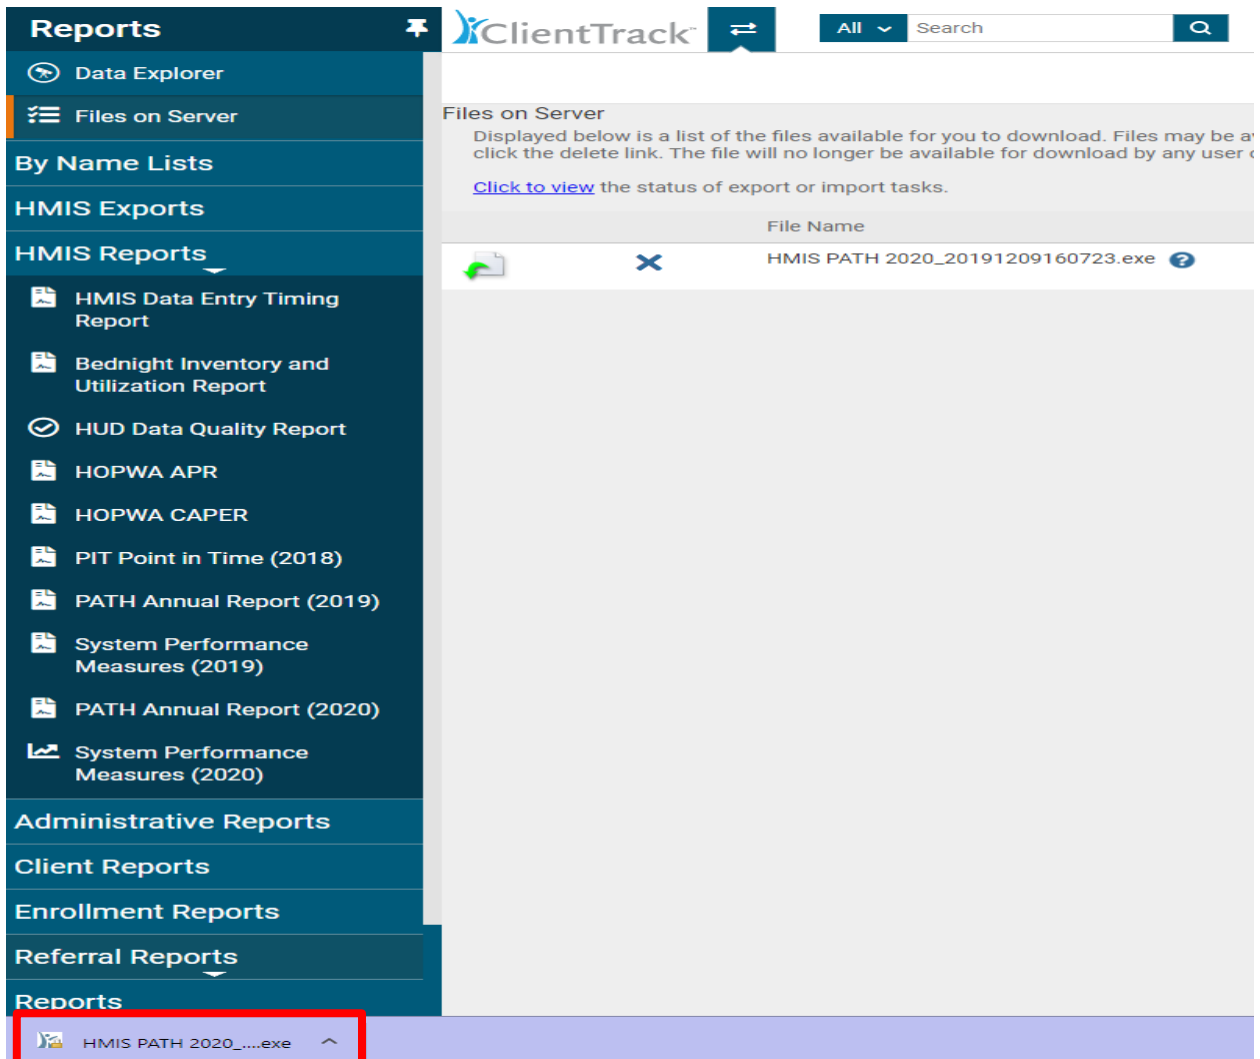 Reports
ClientTrack
All
Search
Data Explorer
Files on Server
By Name Lists
HMIS Exports
HMIS Reports
HMIS Data Entry Timing
Report
Bednight Inventory and
Utilization Report
HUD Data Quality Report
HOPWA APR
HOPWA CAPER
PIT Point in Time (2018)
PATH Annual Report (2019)
System Performance
Measures (2019)
PATH Annual Report (2020)
System Performance
Measures (2020)
Administrative Reports
Client Reports
Enrollment Reports
Referral Reports
Reports
Files on Server
Displayed below is a list of the files available for you to download. Files may be
click the delete link. The file will no longer be available for download by any user
Click to view the status of export or import tasks.
File Name
HMIS PATH 2020_20191209160723.exe
HMIS PATH 2020_....exe